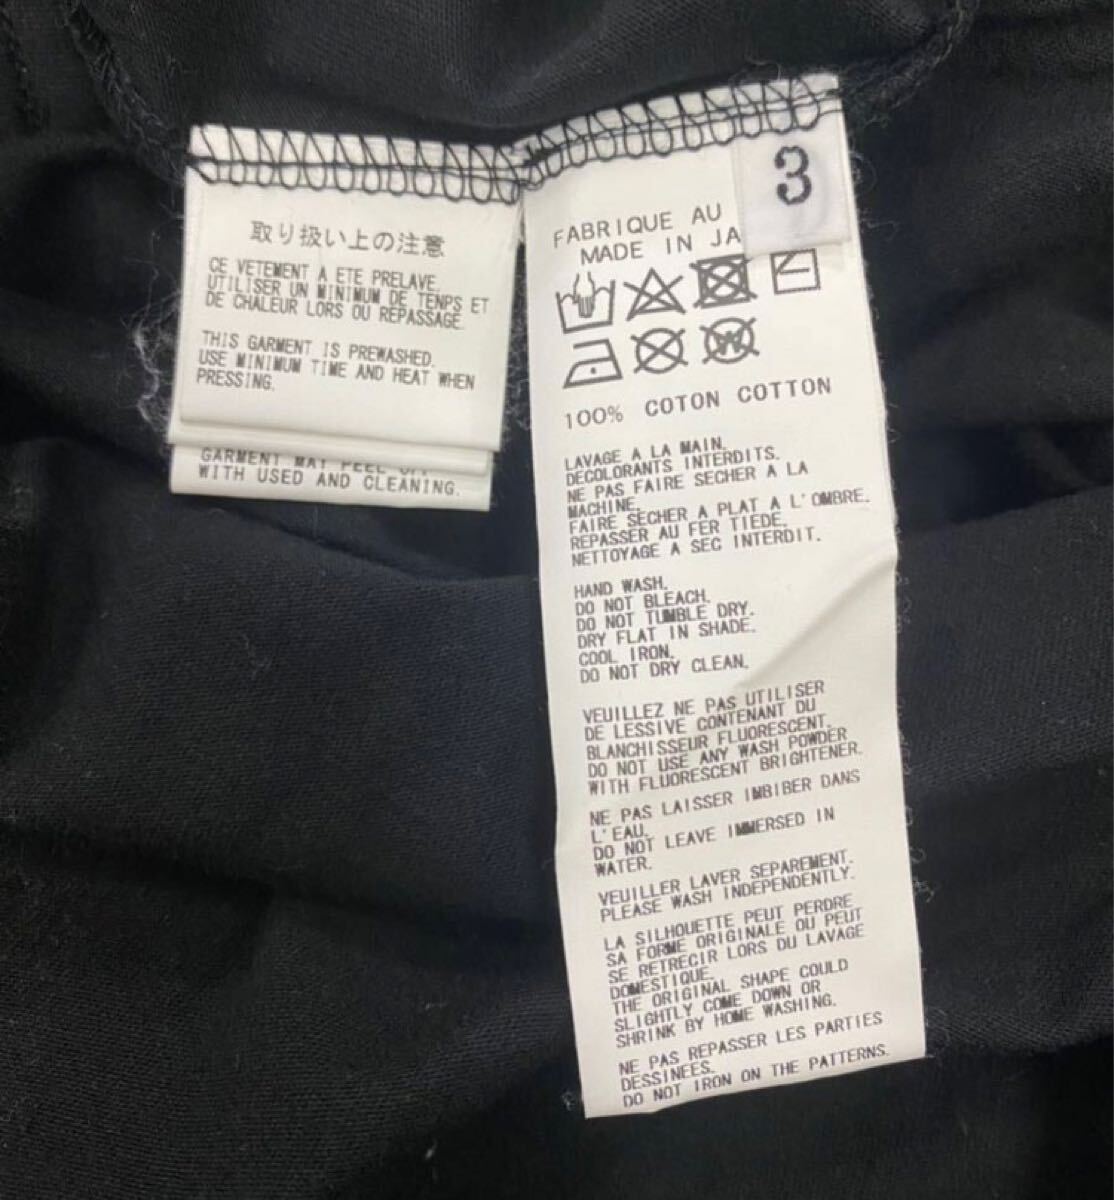 取り扱い上の注意
CE VETEMENT A ETE PRELAVE.
UTILISER UN MINIMUM DE TENPS ET
DE CHALEUR LORS OU REPASSAGE.
THIS GARMENT IS PREWASHED.
USE MINIMUM TIME AND HEAT WHEN
PRESSING.
GARMENT MAY PEEL
WITH USED AND CLEANING.
3
FABRIQUE AU
MADE IN JA
W
100% COTON COTTON
LAVAGE A LA MAIN.
DECOLORANTS INTERDITS.
NE PAS FAIRE SECHER A LA
MACHINE.
FAIRE SECHER A PLAT A L'OMBRE.
REPASSER AU FER TIEDE.
NETTOYAGE A SEC INTERDIT.
HAND WASH.
DO NOT BLEACH.
DO NOT TUMBLE DRY.
DRY FLAT IN SHADE.
COOL IRON.
DO NOT DRY CLEAN.
VEUILLEZ NE PAS UTILISER
DE LESSIVE CONTENANT DU
BLANCHISSEUR FLUORESCENT.
DO NOT USE ANY WASH POWDER
WITH FLUORESCENT BRIGHTENER.
NE PAS LAISSER IMBIBER DANS
L'EAU.
DO NOT LEAVE IMMERSED IN
WATER.
VEUILLER LAVER SEPAREMENT.
PLEASE WASH INDEPENDENTLY.
LA SILHOUETTE PEUT PERDRE
SA FORME ORIGINALE OU PEUT
SE RETRECIR LORS DU LAVAGE
DOMESTIQUE.
THE ORIGINAL SHAPE COULD
SLIGHTLY COME DOWN OR
SHRINK BY HOME WASHING.
NE PAS REPASSER LES PARTIES
DESSINEES.
DO NOT IRON ON THE PATTERNS.